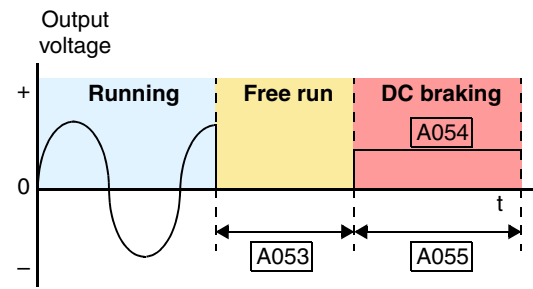 Output
voltage
+
Running
Free run
DC braking
A054
0
t
A053
A055
–